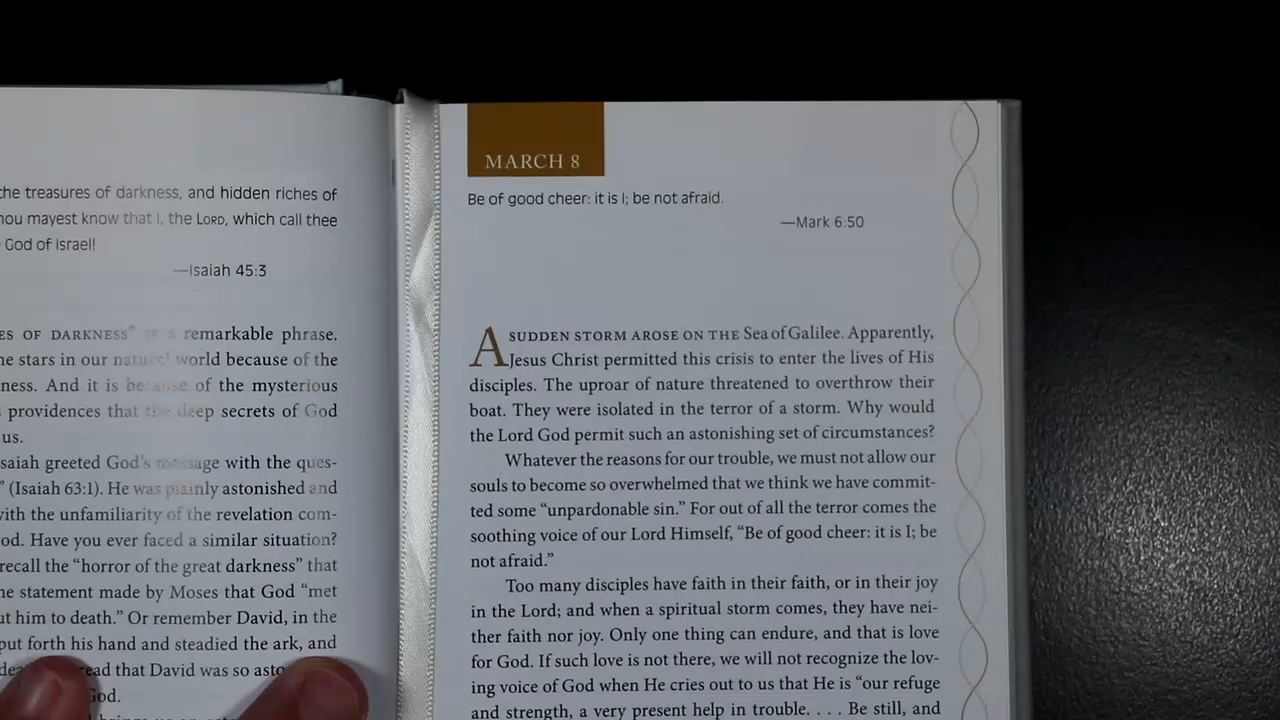 the treasures of darkness, and hidden riches of
thou mayest know that I, the LORD, which call thee
God of Israel!
—Isaiah 45:3
OF DARKNESS" is a remarkable phrase.
stars in our natural world because of the
And it is because of the mysterious
providences that the deep secrets of God
us.
Isaiah greeted God's message with the ques-
(Isaiah 63:1). He was plainly astonished and
with the unfamiliarity of the revelation com-
Have you ever faced a similar situation?
recall the "horror of the great darkness" that
statement made by Moses that God "met
him to death." Or remember David, in the
put forth his hand and steadied the ark, and
read that David was so
God.
MARCH 8
Be of good cheer: it is I; be not afraid.
—Mark 6:50
A SUDDEN STORM AROSE ON THE Sea of Galilee. Apparently,
Jesus Christ permitted this crisis to enter the lives of His
disciples. The uproar of nature threatened to overthrow their
boat. They were isolated in the terror of a storm. Why would
the Lord God permit such an astonishing set of circumstances?
Whatever the reasons for our trouble, we must not allow our
souls to become so overwhelmed that we think we have commit-
ted some "unpardonable sin." For out of all the terror comes the
soothing voice of our Lord Himself, "Be of good cheer: it is I; be
not afraid."
Too many disciples have faith in their faith, or in their joy
in the Lord; and when a spiritual storm comes, they have nei-
ther faith nor joy. Only one thing can endure, and that is love
for God. If such love is not there, we will not recognize the lov-
ing voice of God when He cries out to us that He is "our refuge
and strength, a very present help in trouble. . . . Be still, and